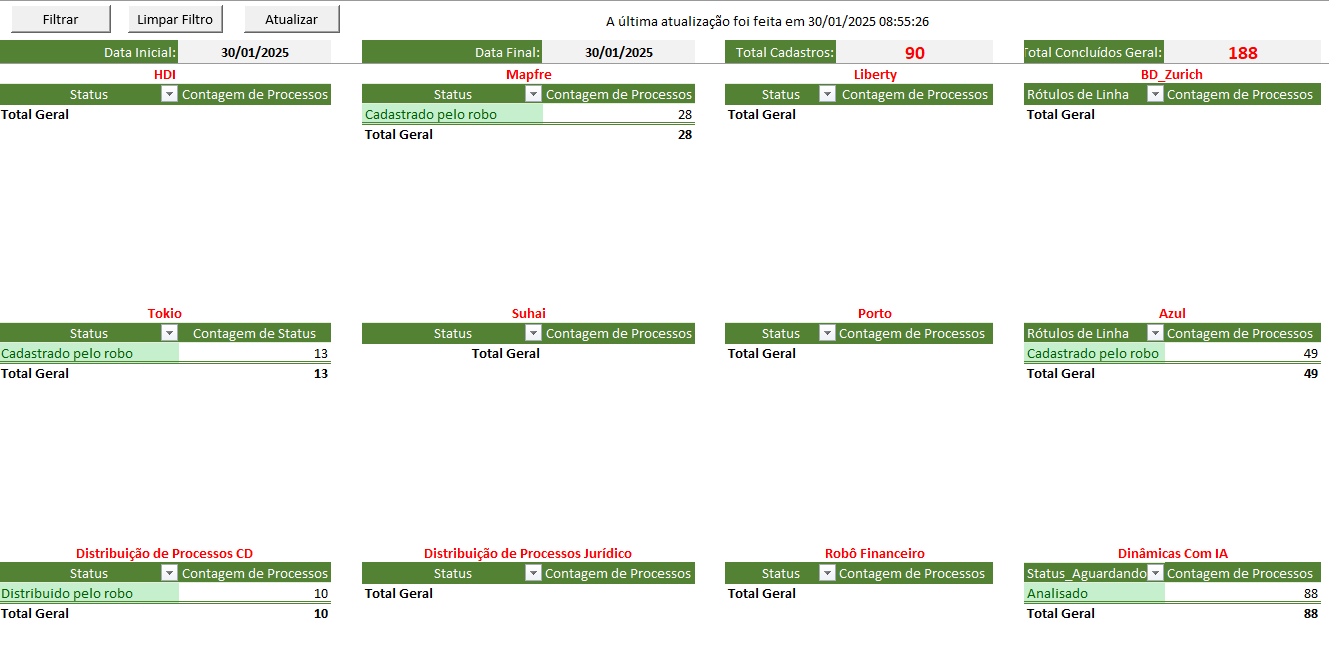 Filtrar Limpar Filtro Atualizar A última atualização foi feita em 30/01/2025 08:55:26
Data Inicial: 30/01/2025 Data Final: 30/01/2025 Total Cadastros: 90 Total Concluídos Geral: 188
HDI Mapfre Liberty BD_Zurich
Status Contagem de Processos Status Contagem de Processos Status Contagem de Processos Rótulos de Linha Contagem de Processos
Total Geral Cadastrado pelo robo 28 Total Geral Total Geral
Total Geral 28
Tokio Suhai Porto Azul
Status Contagem de Status Status Contagem de Processos Status Contagem de Processos Rótulos de Linha Contagem de Processos
Cadastrado pelo robo 13 Total Geral Total Geral Cadastrado pelo robo 49
Total Geral 13 Total Geral 49
Distribuição de Processos CD Distribuição de Processos Jurídico Robô Financeiro Dinâmicas Com IA
Status Contagem de Processos Status Contagem de Processos Status Contagem de Processos Status_Aguardando Contagem de Processos
Distribuido pelo robo 10 Total Geral Total Geral Analisado 88
Total Geral 10 Total Geral 88